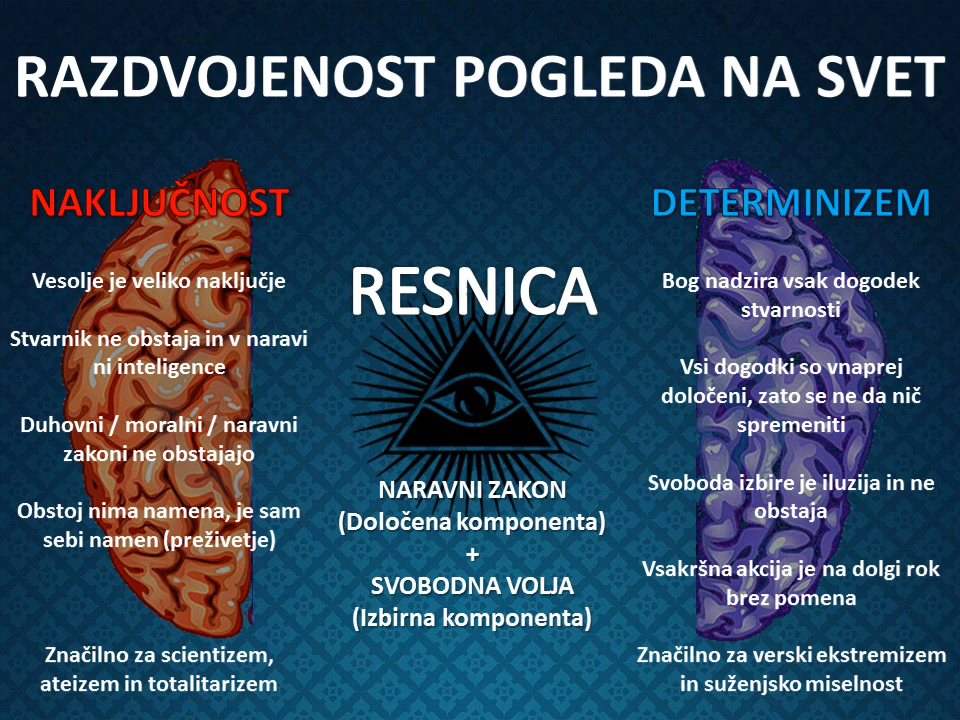 RAZDVOJENOST POGLEDA NA SVET
NAKLJUČNOST
Vesolje je veliko naključje
Stvarnik ne obstaja in v naravi
ni inteligence
Duhovni / moralni / naravni
zakoni ne obstajajo
Obstoj nima namena, je sam
sebi namen (preživetje)
Značilno za scientizem,
ateizem in totalitarizem
RESNICA
NARAVNI ZAKON
(Določena komponenta)
+
SVOBODNA VOLJA
(Izbirna komponenta)
DETERMINIZEM
Bog nadzira vsak dogodek
stvarnosti
Vsi dogodki so vnaprej
določeni, zato se ne da nič
spremeniti
Svoboda izbire je iluzija in ne
obstaja
Vsakršna akcija je na dolgi rok
brez pomena
Značilno za verski ekstremizem
in suženjsko miselnost